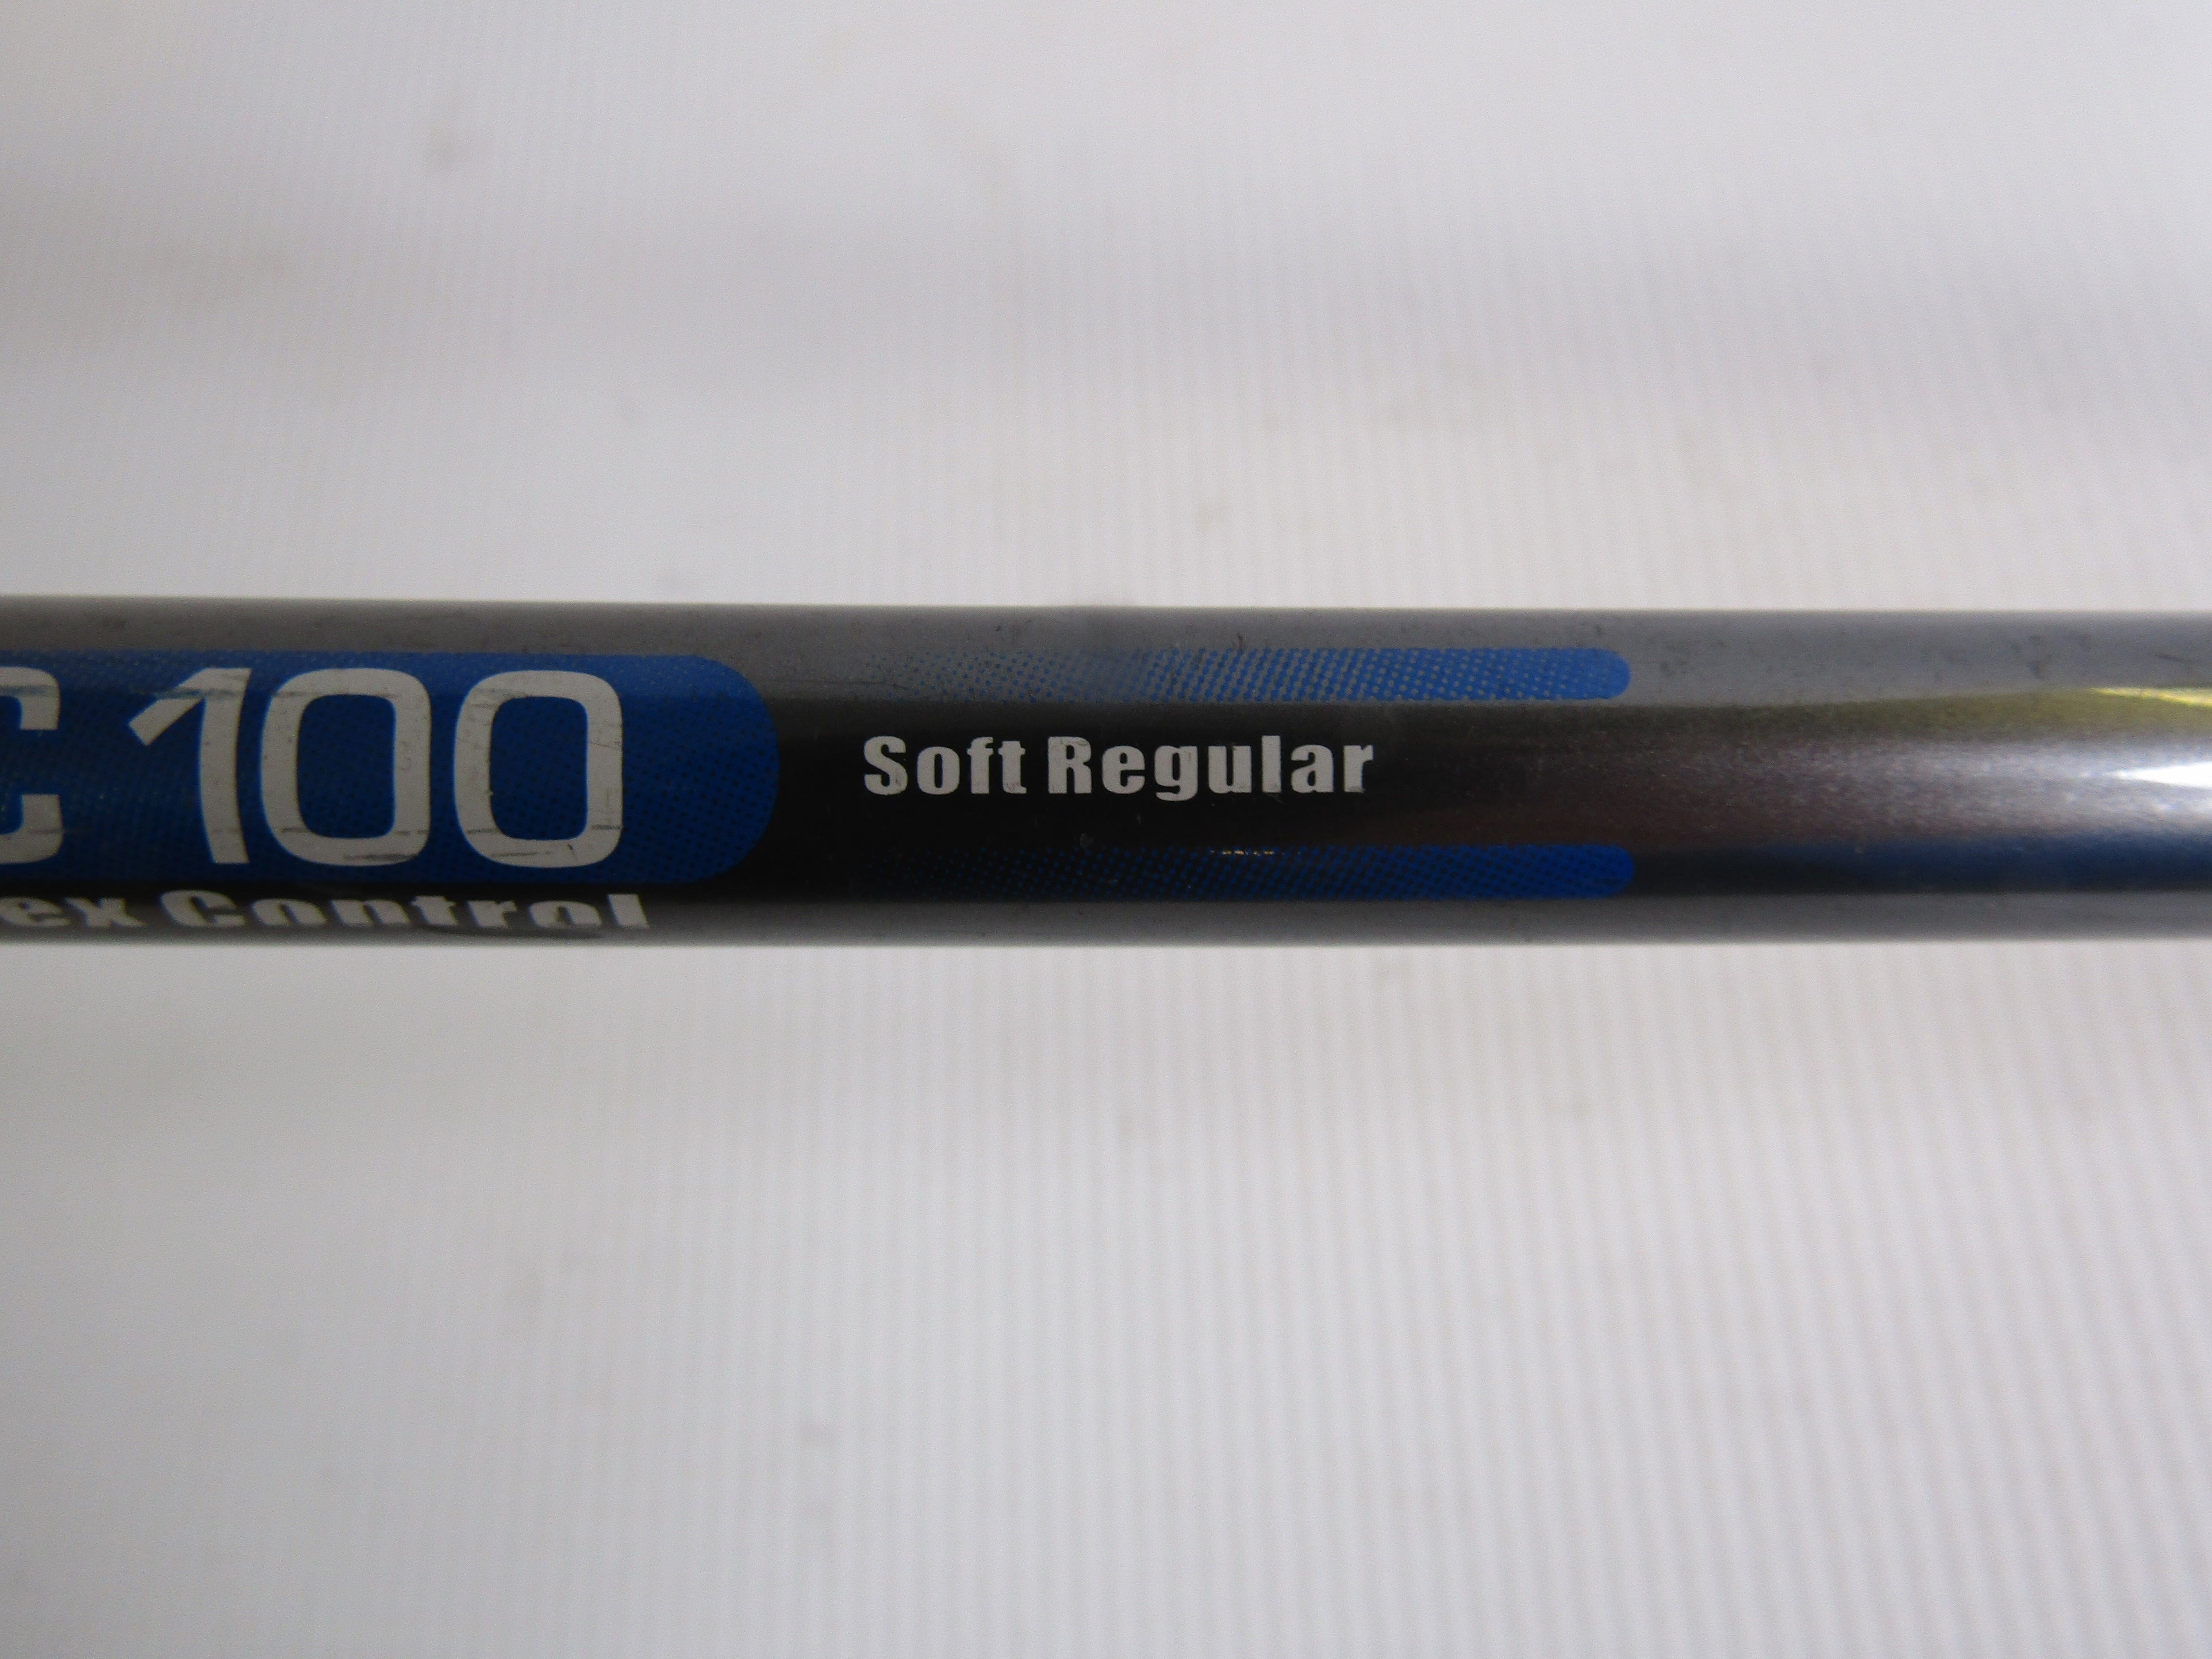 C 100
Soft Regular
ex Control